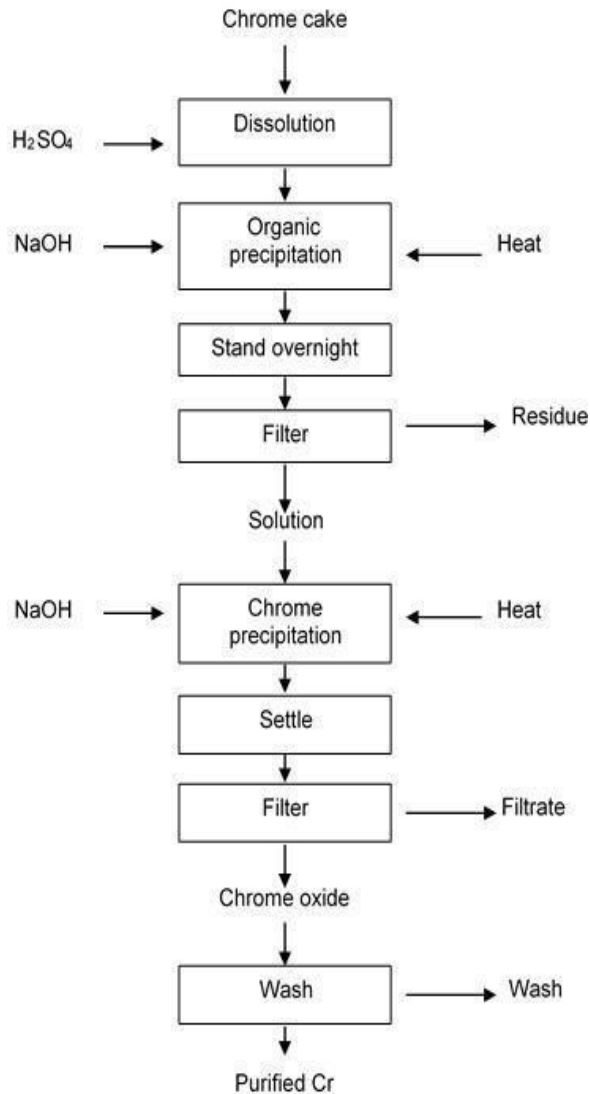 Chrome cake
Dissolution
H₂SO₄
Organic
precipitation
NaOH
Heat
Stand overnight
Filter
Residue
Solution
NaOH
Chrome
precipitation
Heat
Settle
Filter
Filtrate
Chrome oxide
Wash
Wash
Purified Cr